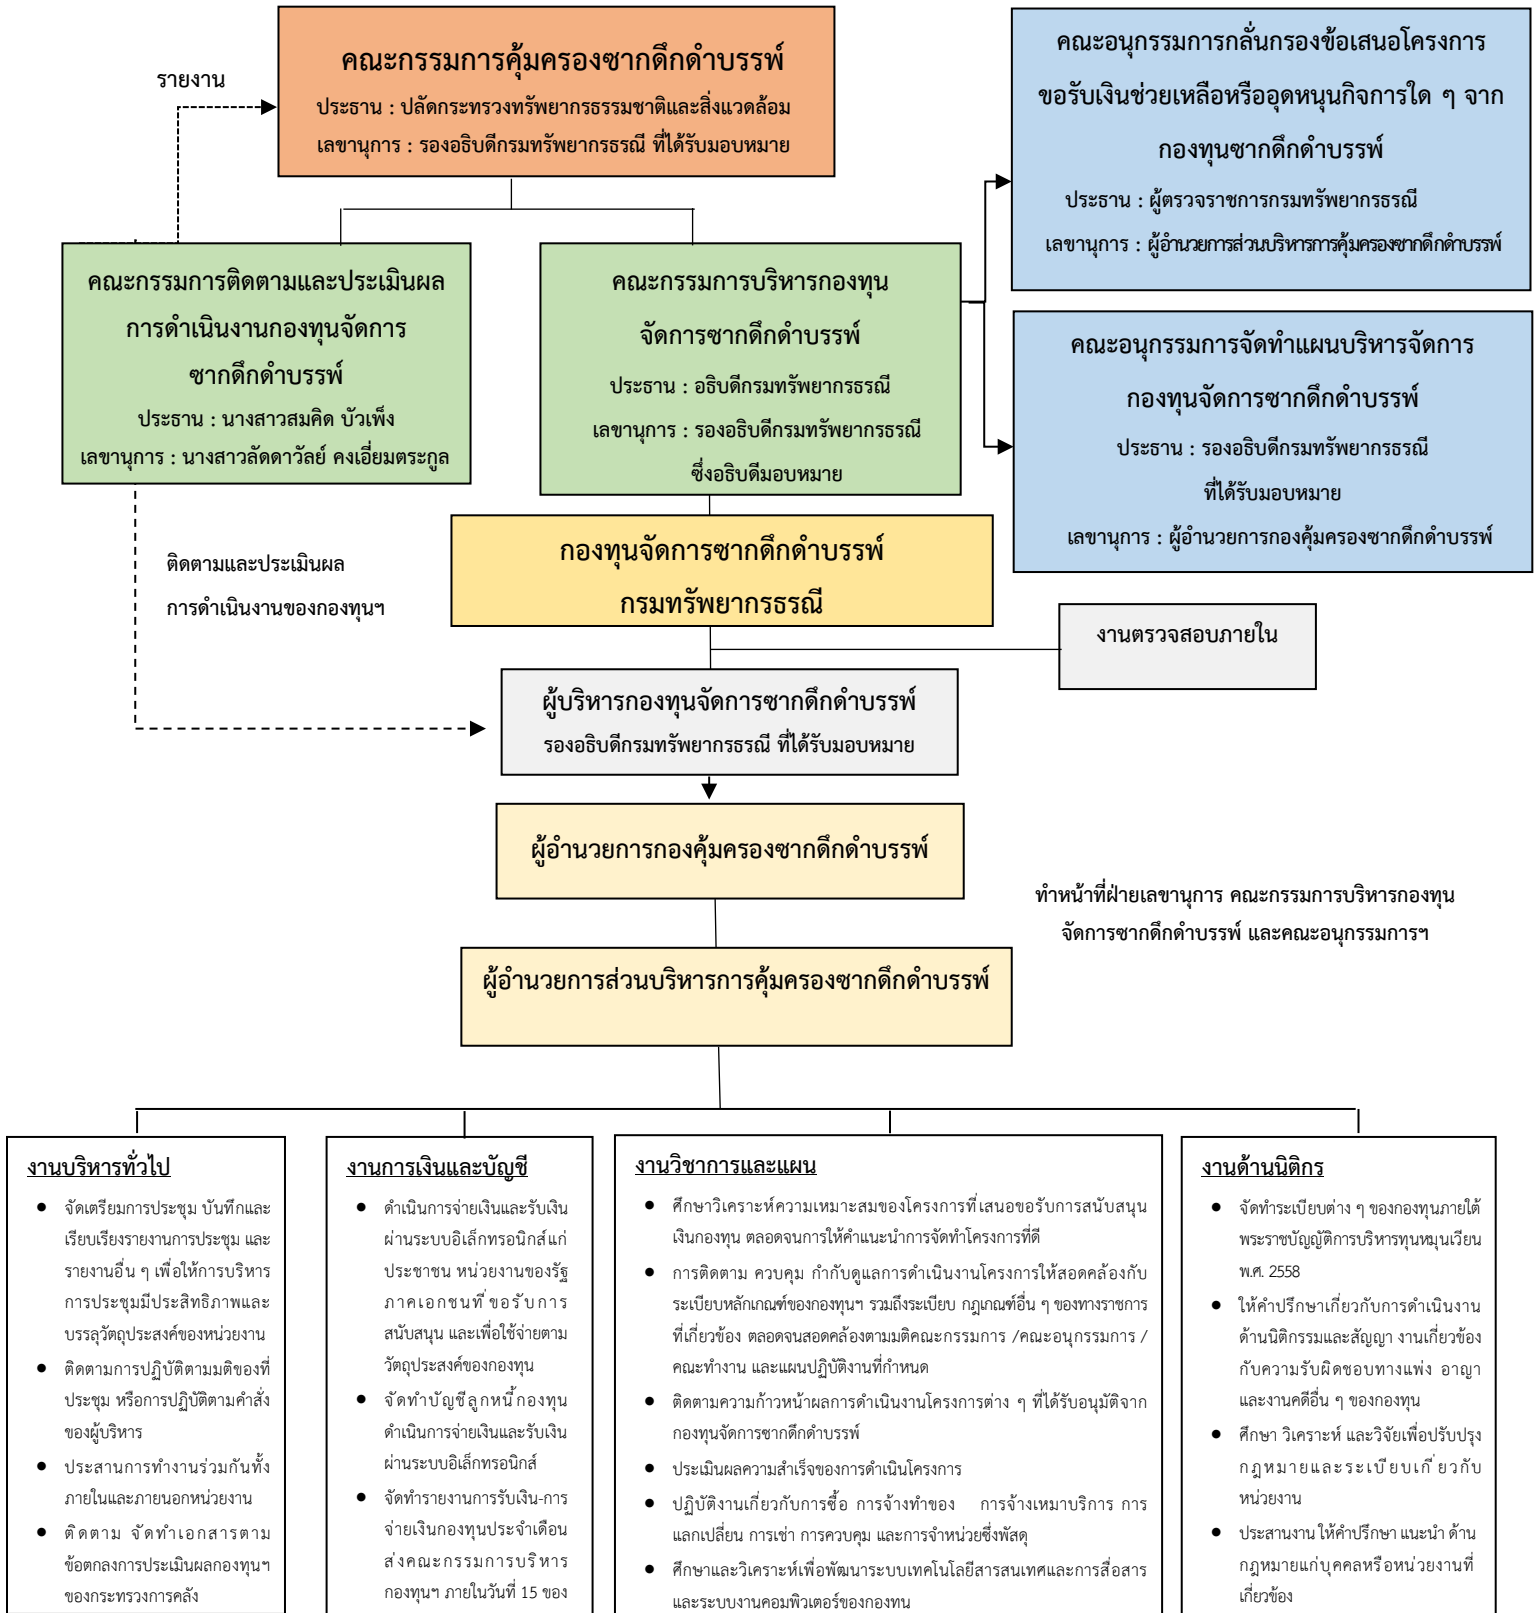 คณะกรรมการคุ้มครองซากดึกดำบรรพ์
ประธาน : ปลัดกระทรวงทรัพยากรธรรมชาติและสิ่งแวดล้อม
เลขานุการ : รองอธิบดีกรมทรัพยากรธรณี ที่ได้รับมอบหมาย
รายงาน
คณะอนุกรรมการกลั่นกรองข้อเสนอโครงการ
ขอรับเงินช่วยเหลือหรืออุดหนุนกิจการใด ๆ จาก
กองทุนซากดึกดำบรรพ์
ประธาน : ผู้ตรวจราชการกรมทรัพยากรธรณี
เลขานุการ : ผู้อำนวยการส่วนบริหารการคุ้มครองซากดึกดำบรรพ์
คณะกรรมการติดตามและประเมินผล
การดำเนินงานกองทุนจัดการ
ซากดึกดำบรรพ์
ประธาน : นางสาวสมคิด บัวเพ็ง
เลขานุการ : นางสาวลัดดาวัลย์ คงเอี่ยมตระกูล
คณะกรรมการบริหารกองทุน
จัดการซากดึกดำบรรพ์
ประธาน : อธิบดีกรมทรัพยากรธรณี
เลขานุการ : รองอธิบดีกรมทรัพยากรธรณี
ซึ่งอธิบดีมอบหมาย
คณะอนุกรรมการจัดทำแผนบริหารจัดการ
กองทุนจัดการซากดึกดำบรรพ์
ประธาน : รองอธิบดีกรมทรัพยากรธรณี
ที่ได้รับมอบหมาย
เลขานุการ : ผู้อำนวยการกองคุ้มครองซากดึกดำบรรพ์
ติดตามและประเมินผล
การดำเนินงานของกองทุนฯ
กองทุนจัดการซากดึกดำบรรพ์
กรมทรัพยากรธรณี
งานตรวจสอบภายใน
ผู้บริหารกองทุนจัดการซากดึกดำบรรพ์
รองอธิบดีกรมทรัพยากรธรณี ที่ได้รับมอบหมาย
ผู้อำนวยการกองคุ้มครองซากดึกดำบรรพ์
ทำหน้าที่ฝ่ายเลขานุการ คณะกรรมการบริหารกองทุน
จัดการซากดึกดำบรรพ์ และคณะอนุกรรมการฯ
ผู้อำนวยการส่วนบริหารการคุ้มครองซากดึกดำบรรพ์
งานบริหารทั่วไป
● จัดเตรียมการประชุม บันทึกและ
เรียบเรียงรายงานการประชุม และ
รายงานอื่น ๆ เพื่อให้การบริหาร
การประชุมมีประสิทธิภาพและ
บรรลุวัตถุประสงค์ของหน่วยงาน
● ติดตามการปฏิบัติตามมติของที่
ประชุม หรือการปฏิบัติตามคำสั่ง
ของผู้บริหาร
● ประสานการทำงานร่วมกันทั้ง
ภายในและภายนอกหน่วยงาน
● ติดตาม จัดทำเอกสารตาม
ข้อตกลงการประเมินผลกองทุนฯ
ของกระทรวงการคลัง
งานการเงินและบัญชี
● ดำเนินการจ่ายเงินและรับเงิน
ผ่านระบบอิเล็กทรอนิกส์แก่
ประชาชน หน่วยงานของรัฐ
ภาคเอกชนที่ขอรับการ
สนับสนุน และเพื่อใช้จ่ายตาม
วัตถุประสงค์ของกองทุน
● จัดทำบัญชีลูกหนี้กองทุน
ดำเนินการจ่ายเงินและรับเงิน
ผ่านระบบอิเล็กทรอนิกส์
● จัดทำรายงานการรับเงิน-การ
จ่ายเงินกองทุนประจำเดือน
ส่งคณะกรรมการบริหาร
กองทุนฯ ภายในวันที่ 15 ของ
งานวิชาการและแผน
● ศึกษาวิเคราะห์ความเหมาะสมของโครงการที่เสนอขอรับการสนับสนุน
เงินกองทุน ตลอดจนการให้คำแนะนำการจัดทำโครงการที่ดี
● การติดตาม ควบคุม กำกับดูแลการดำเนินงานโครงการให้สอดคล้องกับ
ระเบียบหลักเกณฑ์ของกองทุนฯ รวมถึงระเบียบ กฎเกณฑ์อื่น ๆ ของทางราชการ
ที่เกี่ยวข้อง ตลอดจนสอดคล้องตามมติคณะกรรมการ /คณะอนุกรรมการ /
คณะทำงาน และแผนปฏิบัติงานที่กำหนด
● ติดตามความก้าวหน้าผลการดำเนินงานโครงการต่าง ๆ ที่ได้รับอนุมัติจาก
กองทุนจัดการซากดึกดำบรรพ์
● ประเมินผลความสำเร็จของการดำเนินโครงการ
● ปฏิบัติงานเกี่ยวกับการซื้อ การจ้างทำของ การจ้างเหมาบริการ การ
แลกเปลี่ยน การเช่า การควบคุม และการจำหน่วยซึ่งพัสดุ
● ศึกษาและวิเคราะห์เพื่อพัฒนาระบบเทคโนโลยีสารสนเทศและการสื่อสาร
และระบบงานคอมพิวเตอร์ของกองทุน
งานด้านนิติกร
● จัดทำระเบียบต่าง ๆ ของกองทุนภายใต้
พระราชบัญญัติการบริหารทุนหมุนเวียน
พ.ศ. 2558
● ให้คำปรึกษาเกี่ยวกับการดำเนินงาน
ด้านนิติกรรมและสัญญา งานเกี่ยวข้อง
กับความรับผิดชอบทางแพ่ง อาญา
และงานคดีอื่น ๆ ของกองทุน
● ศึกษา วิเคราะห์ และวิจัยเพื่อปรับปรุง
กฎหมายและระเบียบเกี่ยวกับ
หน่วยงาน
● ประสานงาน ให้คำปรึกษา แนะนำ ด้าน
กฎหมายแก่บุคคลหรือหน่วยงานที่
เกี่ยวข้อง